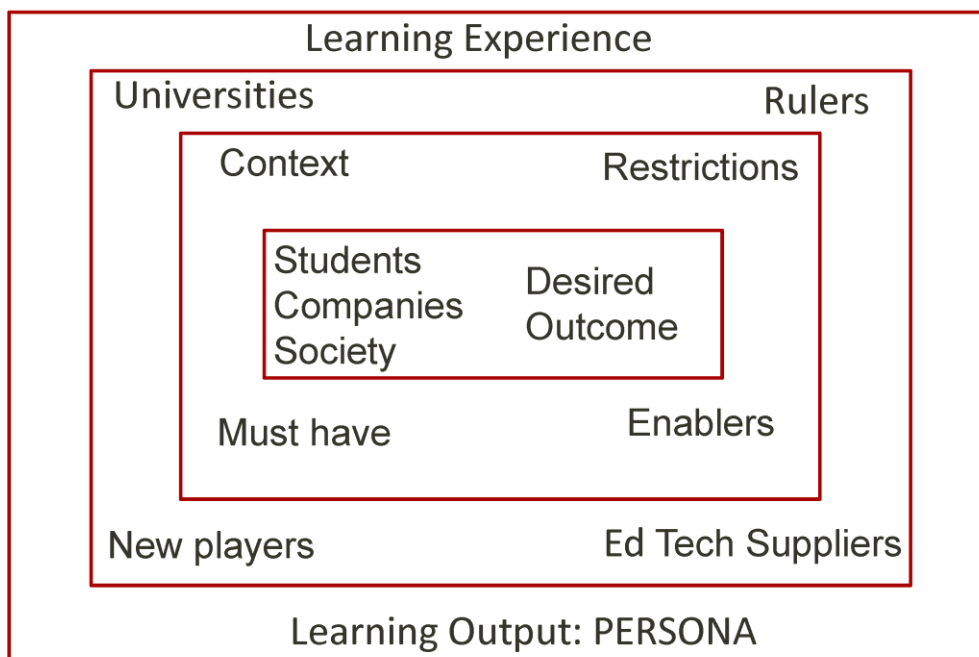 Learning Experience
Universities
Rulers
Context
Restrictions
Students
Companies
Society
Desired
Outcome
Must have
Enablers
New players
Ed Tech Suppliers
Learning Output: PERSONA